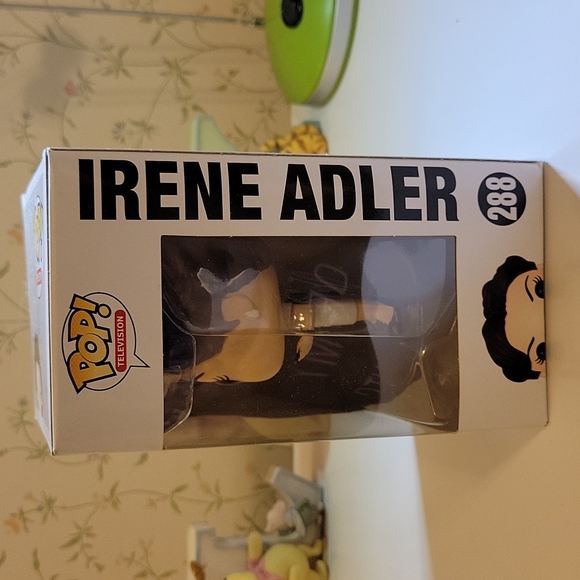 IRENE ADLER
288
POP!
TELEVISION